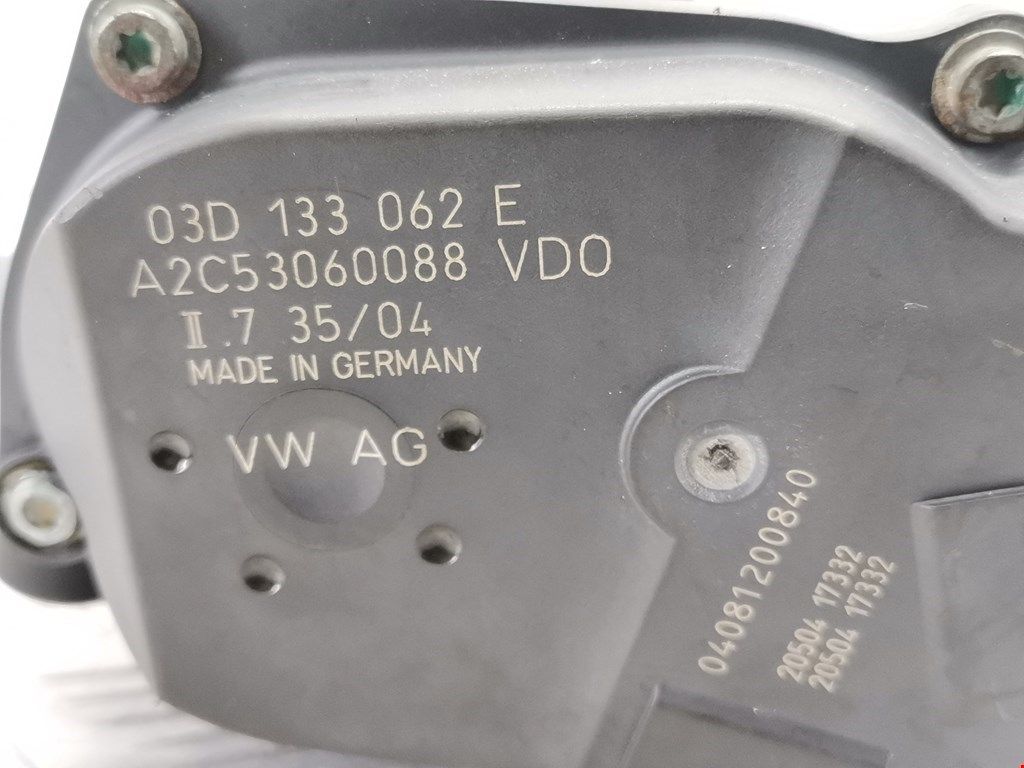 03D 133 062 E
A2C53060088 VDO
II.7 35/04
MADE IN GERMANY
VW AG
04081200840
20504 17332
20504 17332